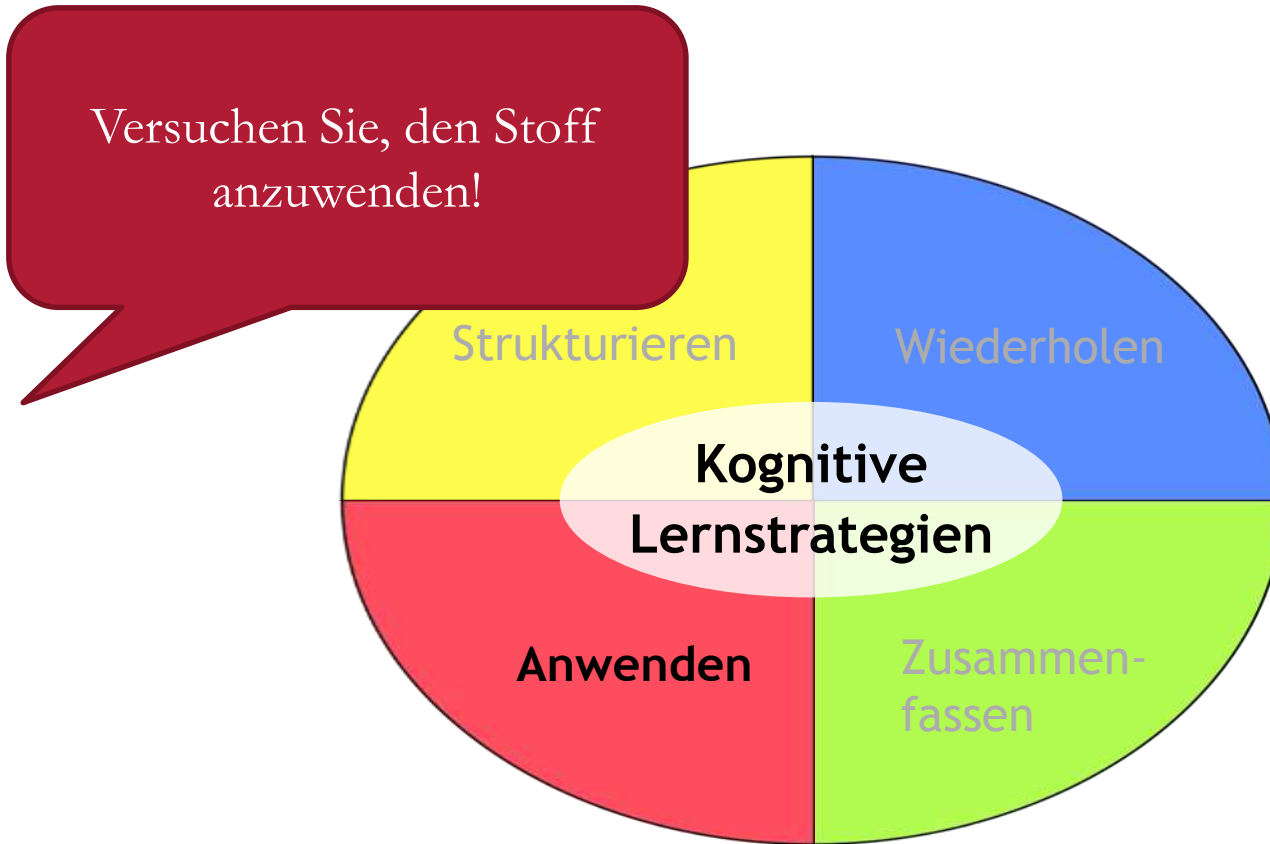 Versuchen Sie, den Stoff
anzuwenden!
Strukturieren
Wiederholen
Kognitive
Lernstrategien
Anwenden
Zusammen-
fassen